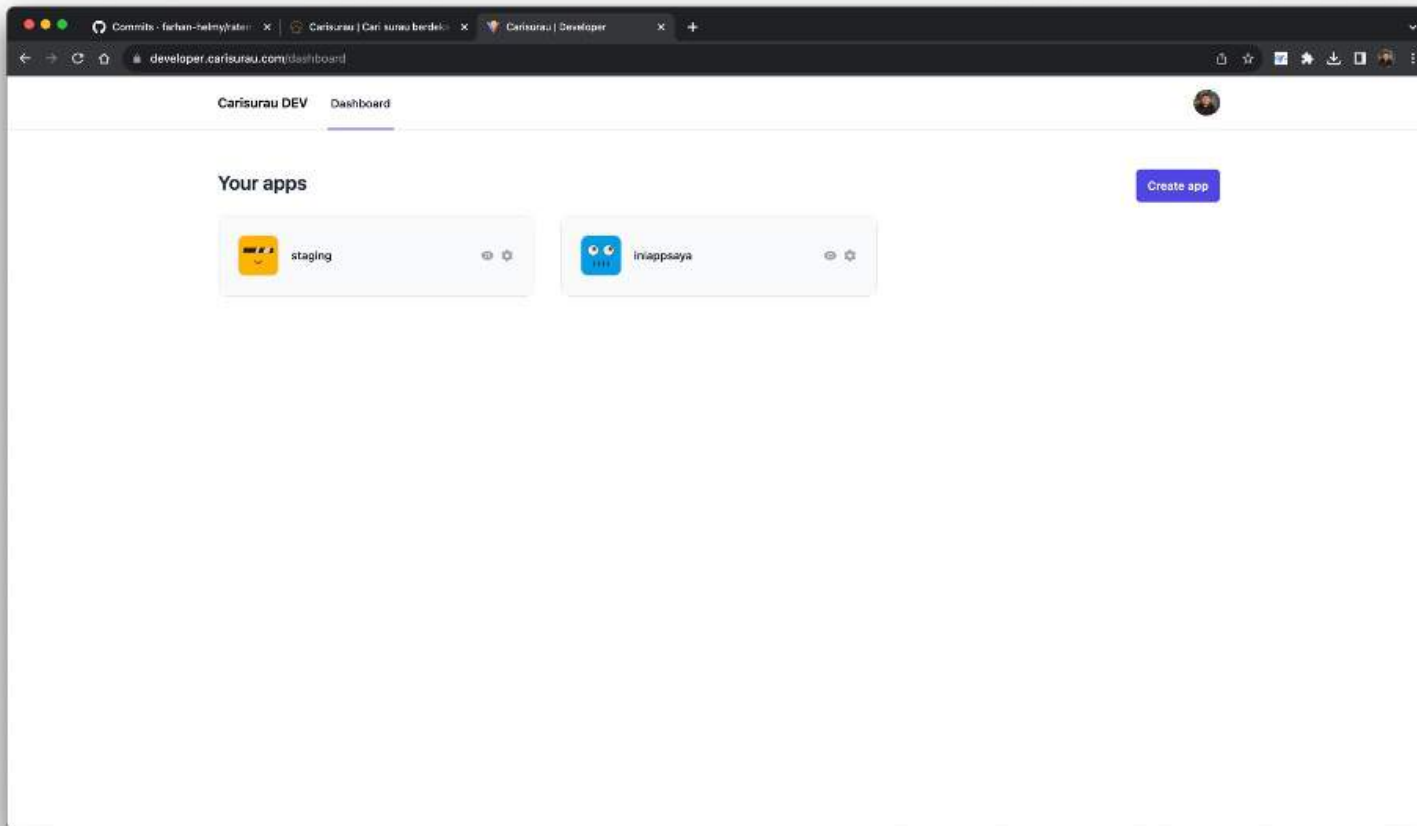 Commits · farhan-helmy/ratem
Carisurau | Cari surau berdek
Carisurau | Developer
developer.carisurau.com/dashboard
Carisurau DEV
Dashboard
Your apps
Create app
staging
iniappsaya